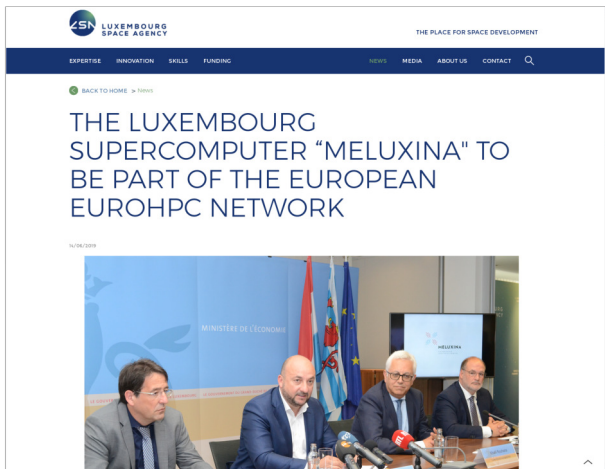 LSA
LUXEMBOURG
SPACE AGENCY
THE PLACE FOR SPACE DEVELOPMENT
EXPERTISE INNOVATION SKILLS FUNDING NEWS MEDIA ABOUT US CONTACT
BACK TO HOME > News
THE LUXEMBOURG
SUPERCOMPUTER “MELUXINA" TO
BE PART OF THE EUROPEAN
EUROHPC NETWORK
14/06/2019
MINISTÈRE DE L'ÉCONOMIE
MELUXINA
RTL